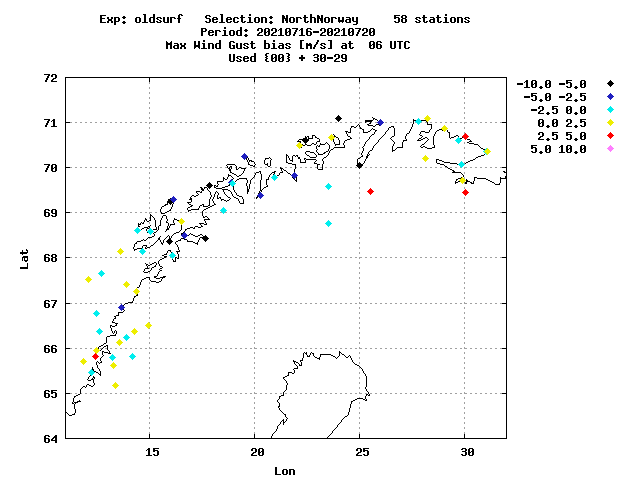 Exp: oldsurf   Selection: NorthNorway     58 stations
Period: 20210716-20210720
Max Wind Gust bias [m/s] at  06 UTC
Used {00} + 30-29
-10.0 -5.0
-5.0 -2.5
-2.5 0.0
0.0 2.5
2.5 5.0
5.0 10.0
72
71
70
69
68
67
66
65
64
Lat
15 20 25 30
Lon